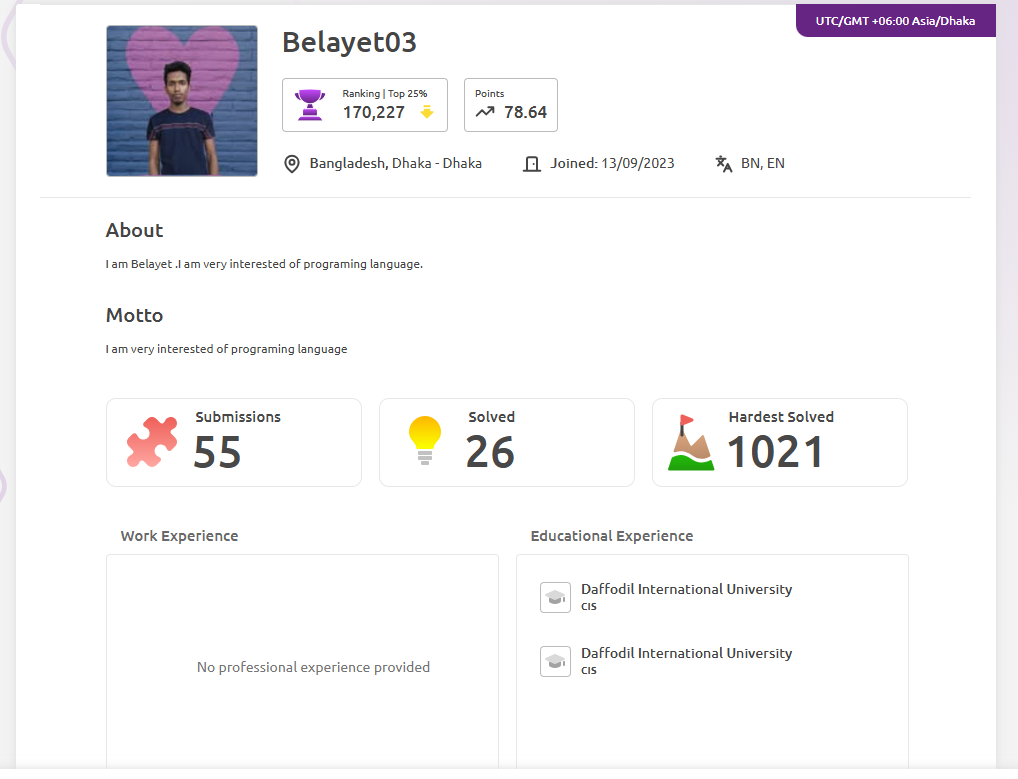 UTC/GMT +06:00 Asia/Dhaka
Belayet03
Ranking | Top 25%
170,227
Points
78.64
Bangladesh, Dhaka - Dhaka
Joined: 13/09/2023
BN, EN
About
I am Belayet .I am very interested of programing language.
Motto
I am very interested of programing language
Submissions
55
Solved
26
Hardest Solved
1021
Work Experience
No professional experience provided
Educational Experience
Daffodil International University
CIS
Daffodil International University
CIS